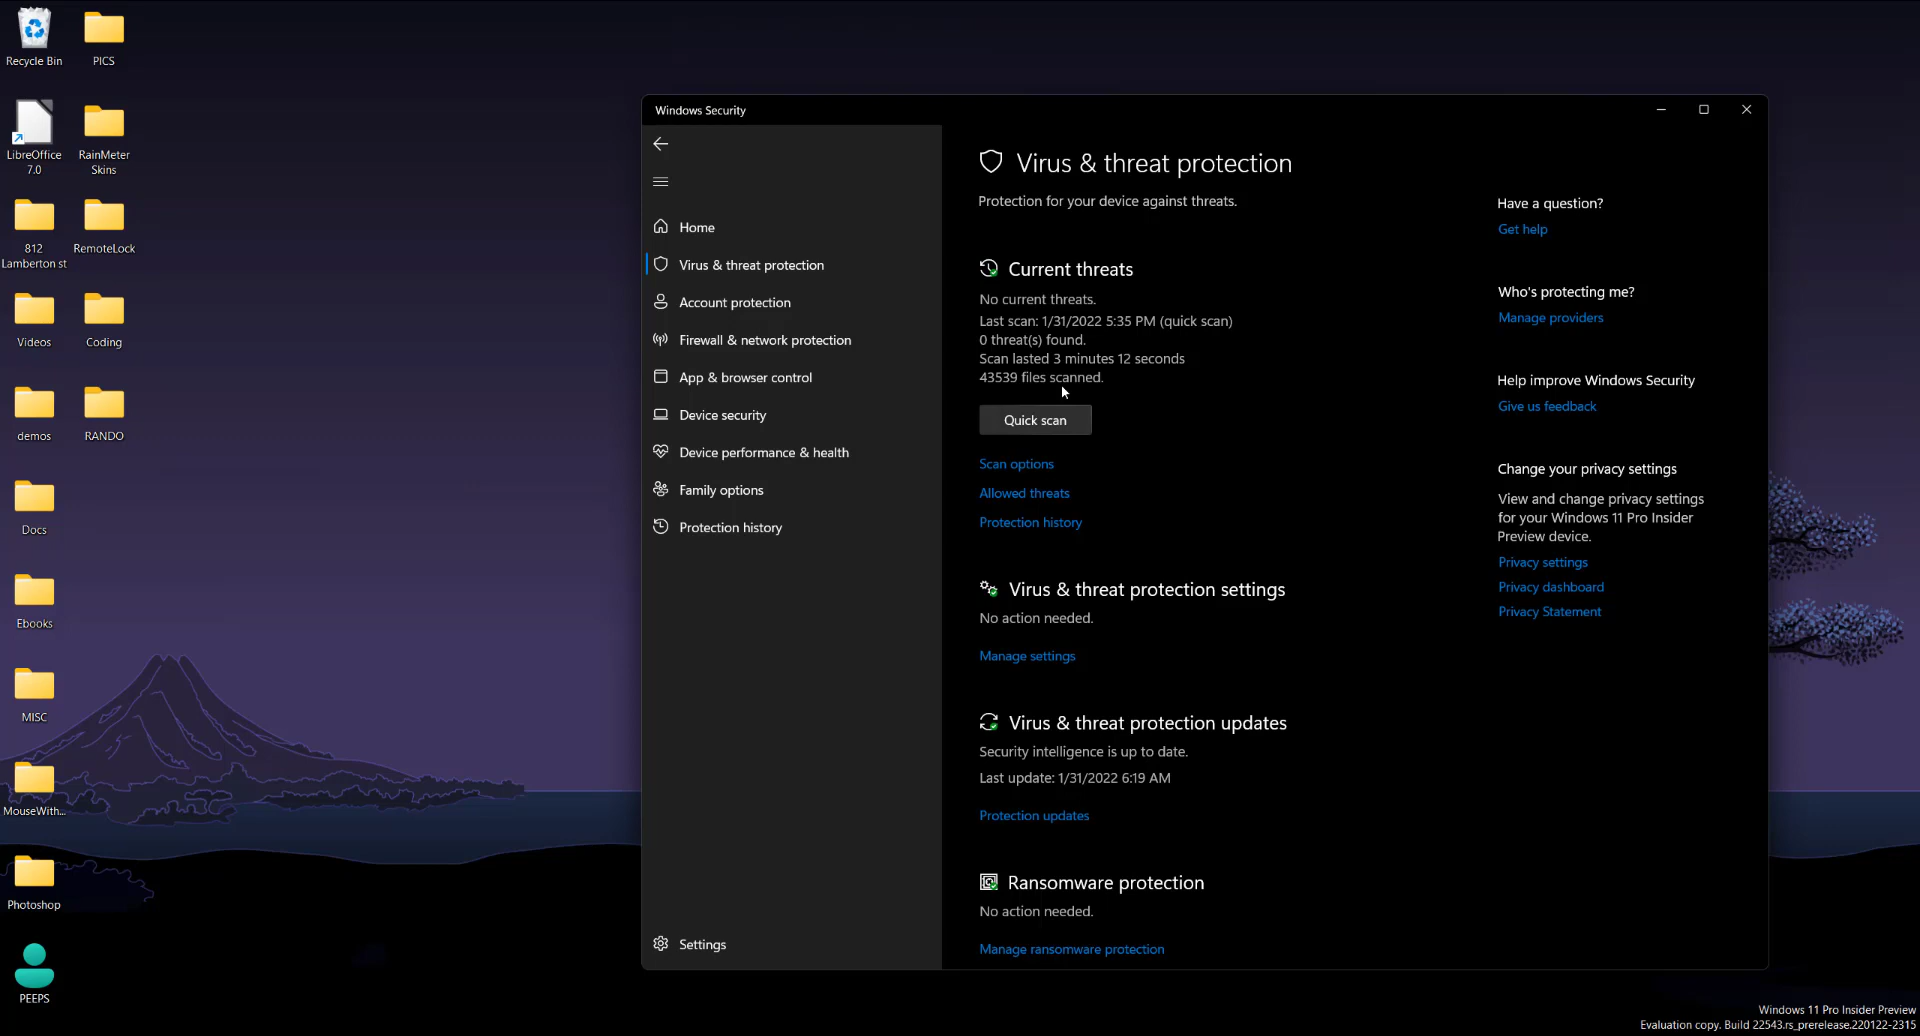 Recycle Bin
PICS
LibreOffice
7.0
RainMeter
Skins
812
Lamberton st
RemoteLock
Videos
Coding
demos
RANDO
Docs
Ebooks
MISC
MouseWith...
Photoshop
PEEPS
Windows Security
Home
Virus & threat protection
Account protection
Firewall & network protection
App & browser control
Device security
Device performance & health
Family options
Protection history
Settings
Virus & threat protection
Protection for your device against threats.
Current threats
No current threats.
Last scan: 1/31/2022 5:35 PM (quick scan)
0 threat(s) found.
Scan lasted 3 minutes 12 seconds
43539 files scanned.
Quick scan
Scan options
Allowed threats
Protection history
Virus & threat protection settings
No action needed.
Manage settings
Virus & threat protection updates
Security intelligence is up to date.
Last update: 1/31/2022 6:19 AM
Protection updates
Ransomware protection
No action needed.
Manage ransomware protection
Have a question?
Get help
Who's protecting me?
Manage providers
Help improve Windows Security
Give us feedback
Change your privacy settings
View and change privacy settings
for your Windows 11 Pro Insider
Preview device.
Privacy settings
Privacy dashboard
Privacy Statement
Windows 11 Pro Insider Preview
Evaluation copy. Build 22543.rs_prerelease.220122-2315